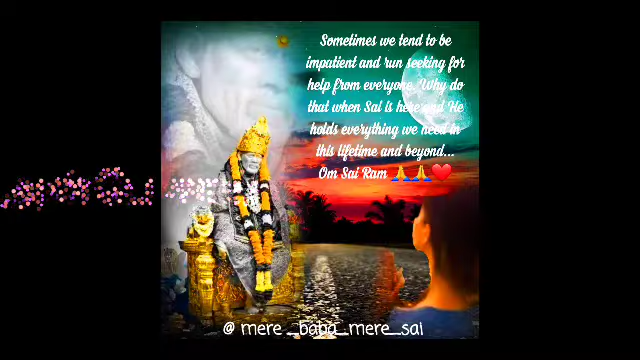 Sometimes we tend to be
impatient and run seeking for
help from everyone. Why do
that when Sai is here and He
holds everything we need in
this lifetime and beyond...
Om Sai Ram 🙏🙏❤️
@ mere_baba_mere_sai